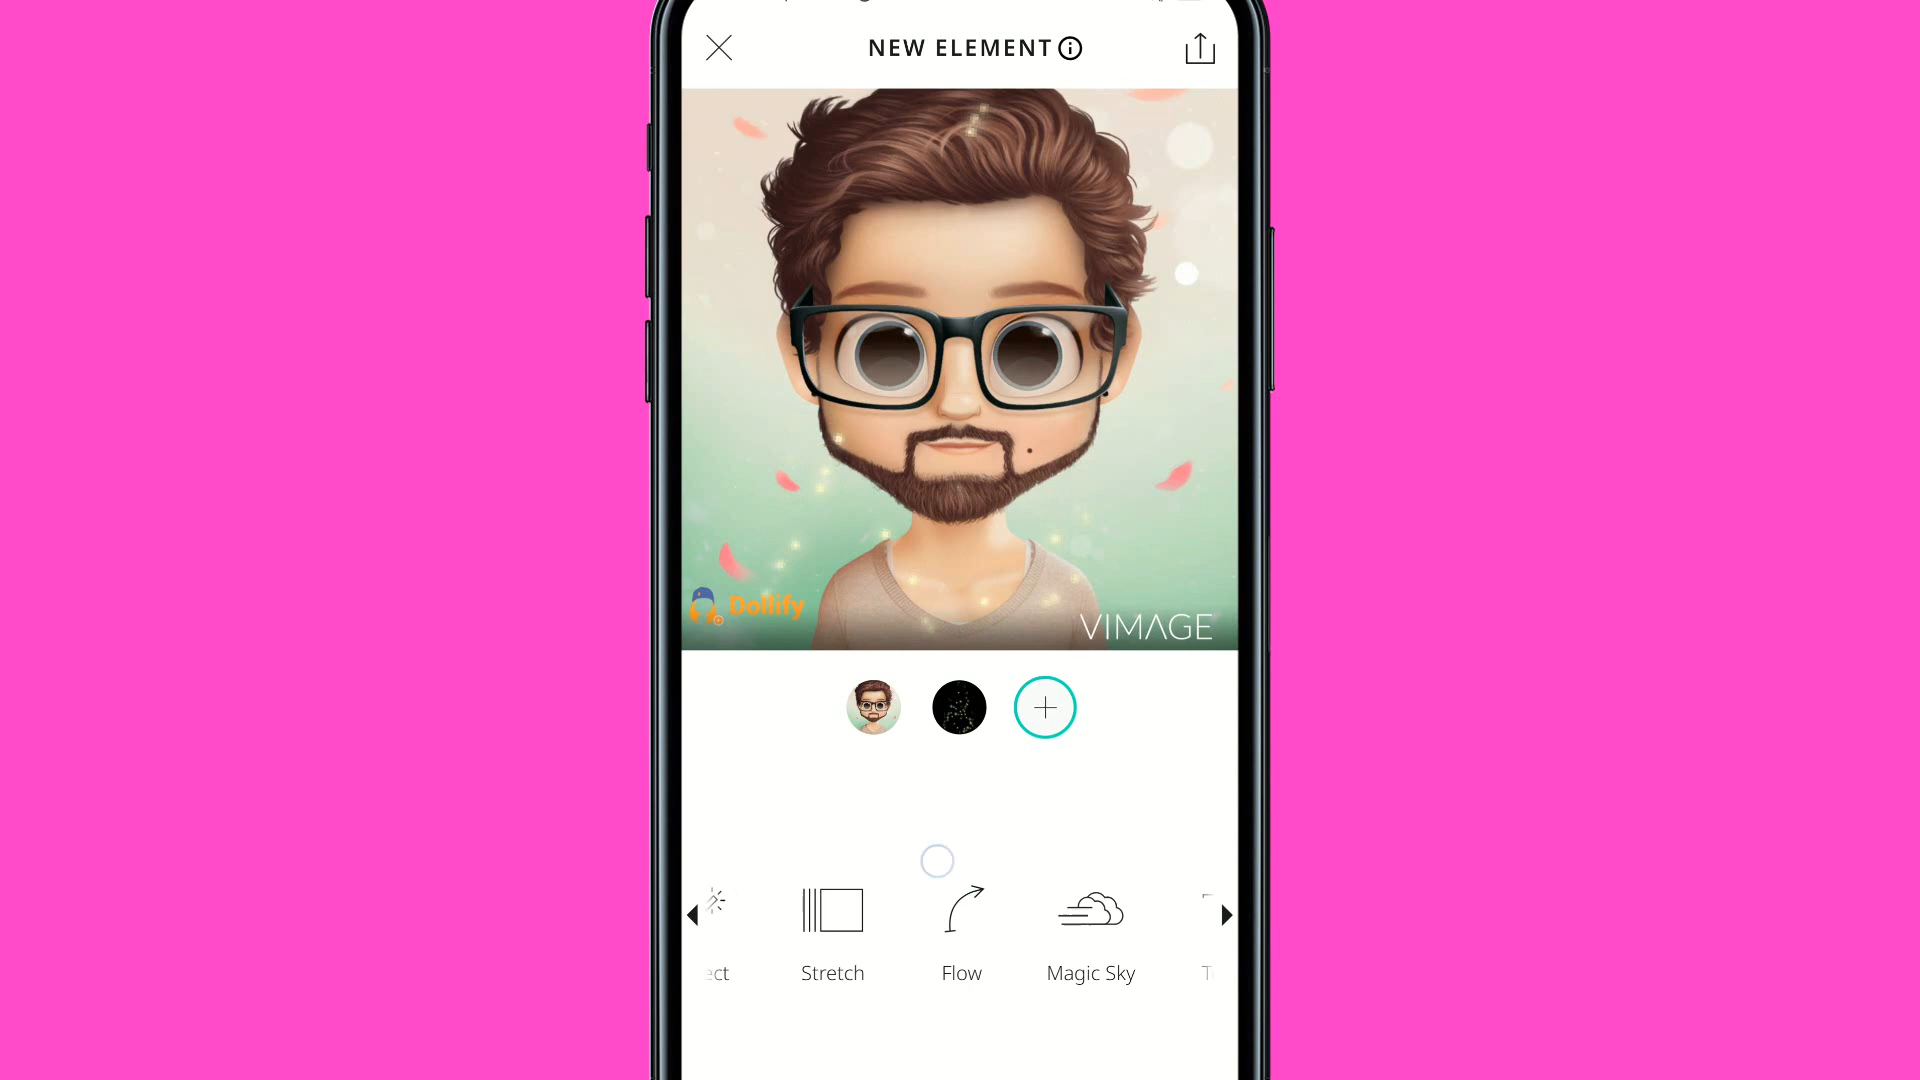 NEW ELEMENT
Dollify
VIMAGE
ect
Stretch
Flow
Magic Sky